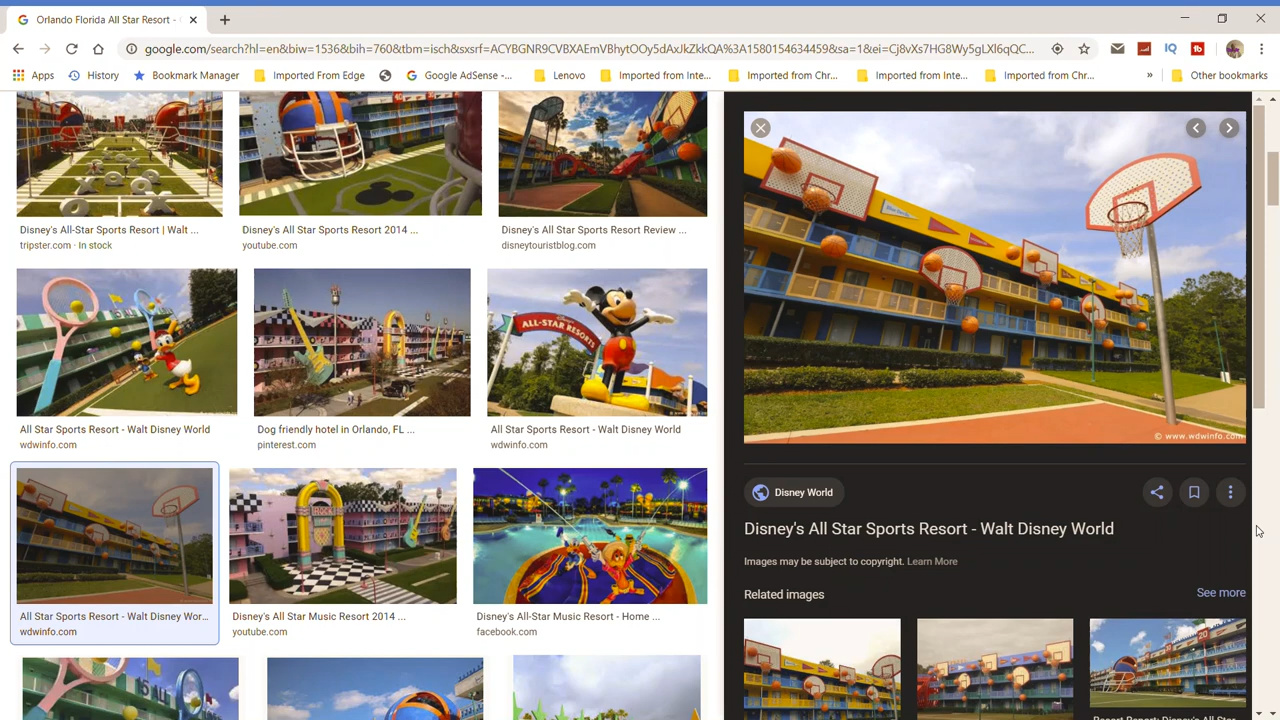 Orlando Florida All Star Resort -
google.com/search?hl=en&biw=1536&bih=760&tbm=isch&sxsrf=ACYBGNR9CVBXAEmVBhytOOy5dAxJkZkkQA%3A1580154634459&sa=1&ei=Cj8vXs7HG8Wy5gLXl6qQC...
Apps
History
Bookmark Manager
Imported From Edge
Google AdSense -...
Lenovo
Imported from Inte...
Imported from Chr...
Imported from Inte...
Imported from Chr...
»
Other bookmarks
Disney's All-Star Sports Resort | Walt ...
tripster.com · In stock
Disney's All Star Sports Resort 2014 ...
youtube.com
Disney's All Star Sports Resort Review ...
disneytouristblog.com
ALL-STAR RESORTS
All Star Sports Resort - Walt Disney World
wdwinfo.com
Dog friendly hotel in Orlando, FL ...
pinterest.com
All Star Sports Resort - Walt Disney World
wdwinfo.com
All Star Sports Resort - Walt Disney Wor...
wdwinfo.com
Disney's All Star Music Resort 2014 ...
youtube.com
Disney's All-Star Music Resort - Home ...
facebook.com
© www.wdwinfo.com
Disney World
Disney's All Star Sports Resort - Walt Disney World
Images may be subject to copyright. Learn More
Related images
See more